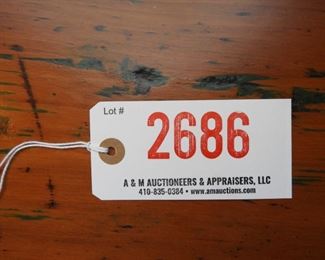 Lot #
2686
A & M AUCTIONEERS & APPRAISERS, LLC
410-835-0384 • www.amauctions.com